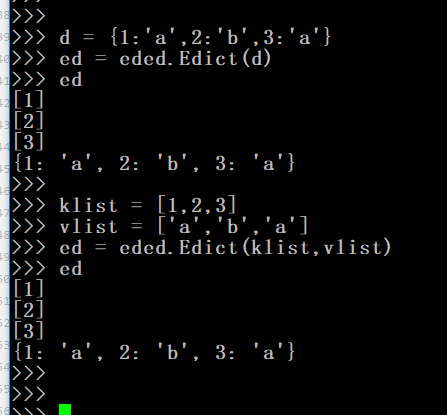 >>>
>>> d = {1:'a',2:'b',3:'a'}
>>> ed = eded.Edict(d)
>>> ed
[1]
[2]
[3]
{1: 'a', 2: 'b', 3: 'a'}
>>>
>>> klist = [1,2,3]
>>> vlist = ['a','b','a']
>>> ed = eded.Edict(klist,vlist)
>>> ed
[1]
[2]
[3]
{1: 'a', 2: 'b', 3: 'a'}
>>>
>>>
>>>